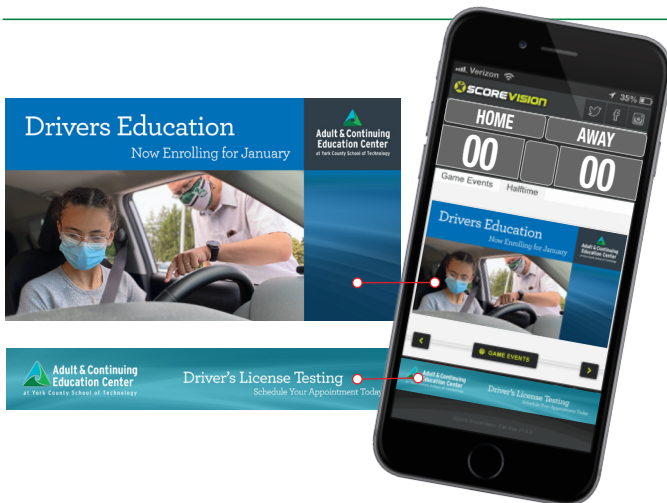 Drivers Education
Now Enrolling for January
Adult & Continuing
Education Center
at York County School of Technology
Adult & Continuing
Education Center
at York County School of Technology
Driver's License Testing
Schedule Your Appointment Today
Verizon
35%
SCOREVISION
HOME
AWAY
00
00
Game Events Halftime
Drivers Education
Now Enrolling for January
Adult & Continuing
Education Center
GAME EVENTS
Adult & Continuing
Education Center
Driver's License Testing
Schedule Your Appointment Today